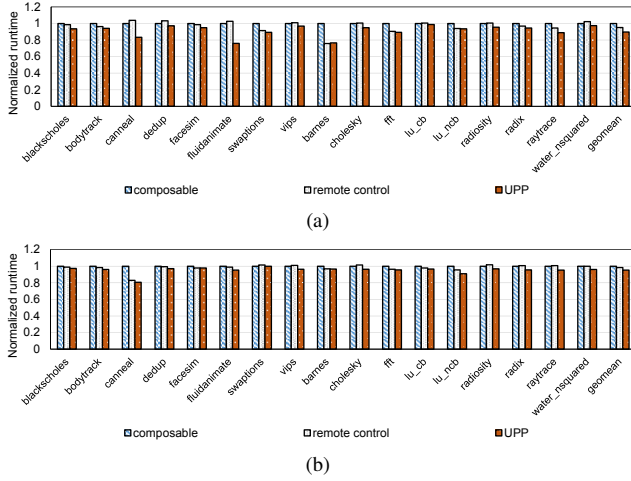 Normalized runtime
1.2
1
0.8
0.6
0.4
0.2
0
blackscholes
bodytrack
canneal
dedup
facesim
fluidanimate
swaptions
vips
barnes
cholesky
fft
lu_cb
lu_ncb
radiosity
radix
raytrace
water_nsquared
geomean
composable remote control UPP
(a)
Normalized runtime
1.2
1
0.8
0.6
0.4
0.2
0
blackscholes
bodytrack
canneal
dedup
facesim
fluidanimate
swaptions
vips
barnes
cholesky
fft
lu_cb
lu_ncb
radiosity
radix
raytrace
water_nsquared
geomean
composable remote control UPP
(b)